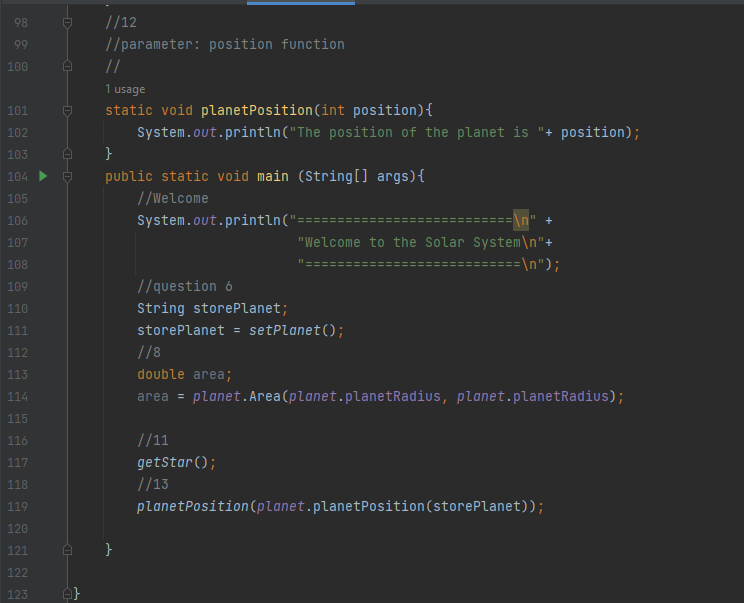 98 //12
99 //parameter: position function
100 //
1 usage
101 static void planetPosition(int position){
102 System.out.println("The position of the planet is "+ position);
103 }
104 public static void main (String[] args){
105 //Welcome
106 System.out.println("===========================\n" +
107 "Welcome to the Solar System\n"+
108 "===========================\n");
109 //question 6
110 String storePlanet;
111 storePlanet = setPlanet();
112 //8
113 double area;
114 area = planet.Area(planet.planetRadius, planet.planetRadius);
115
116 //11
117 getStar();
118 //13
119 planetPosition(planet.planetPosition(storePlanet));
120
121 }
122
123 }